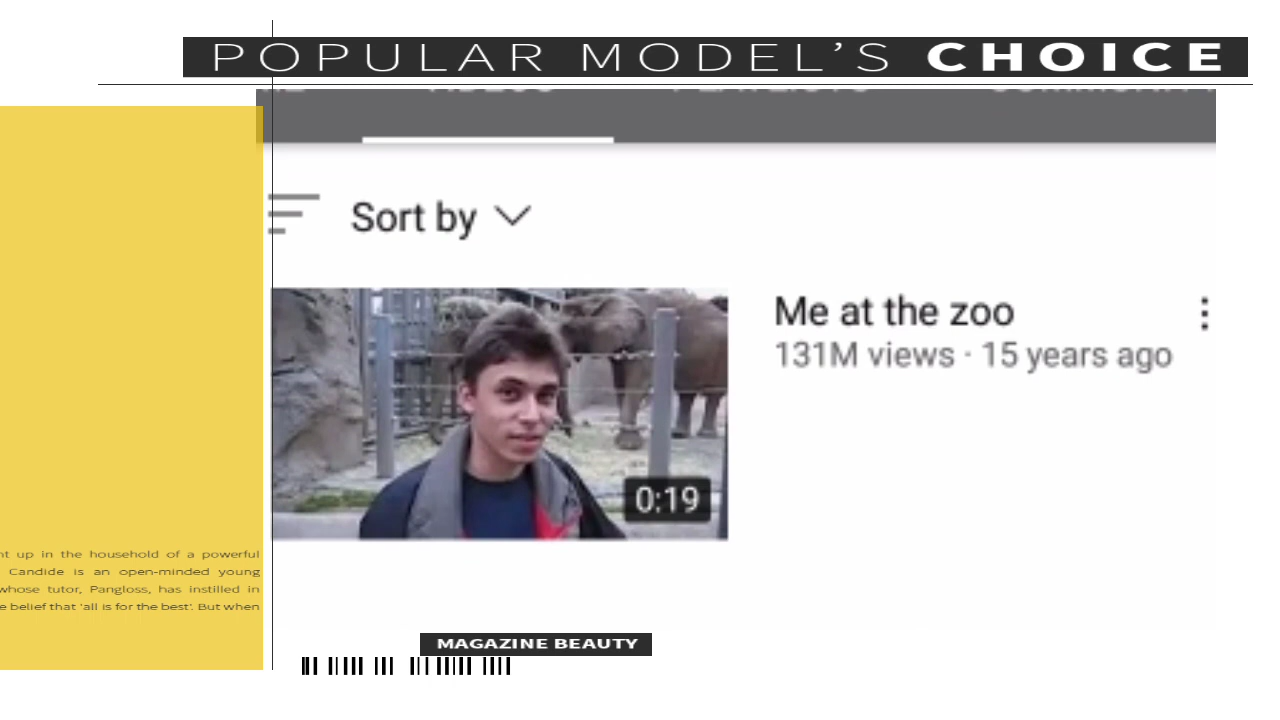 POPULAR MODEL'S CHOICE
Sort by
Me at the zoo
131M views · 15 years ago
0:19
up in the household of a powerful
Candide is an open-minded young
whose tutor, Pangloss, has instilled in
belief that 'all is for the best'. But when
MAGAZINE BEAUTY